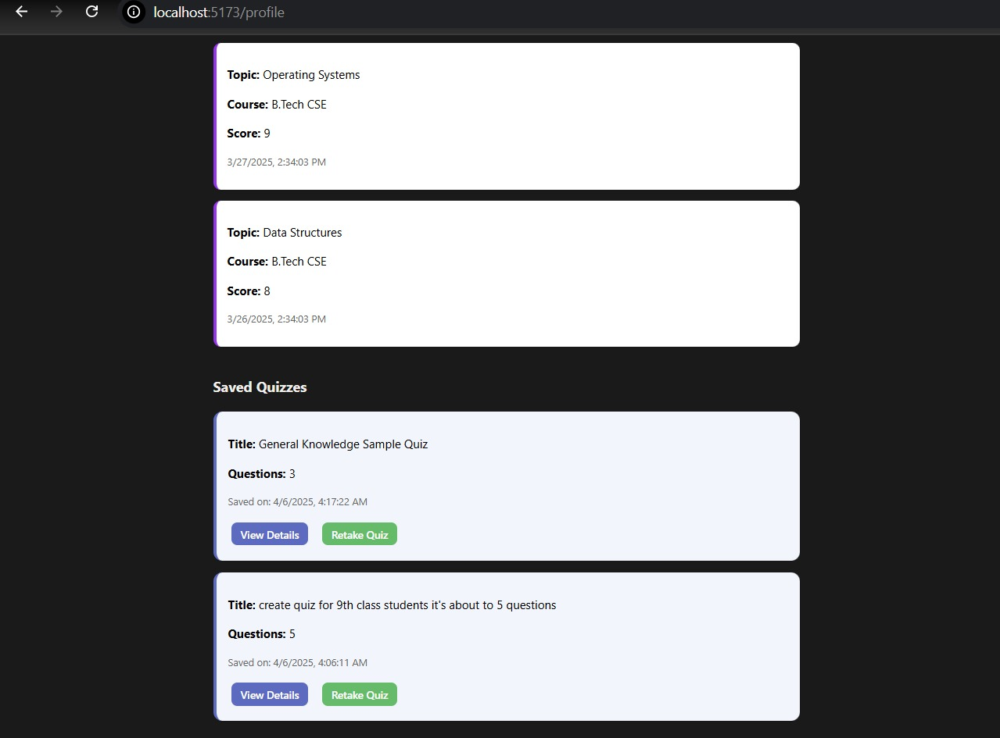 localhost:5173/profile
Topic: Operating Systems
Course: B.Tech CSE
Score: 9
3/27/2025, 2:34:03 PM
Topic: Data Structures
Course: B.Tech CSE
Score: 8
3/26/2025, 2:34:03 PM
Saved Quizzes
Title: General Knowledge Sample Quiz
Questions: 3
Saved on: 4/6/2025, 4:17:22 AM
View Details Retake Quiz
Title: create quiz for 9th class students it's about to 5 questions
Questions: 5
Saved on: 4/6/2025, 4:06:11 AM
View Details Retake Quiz